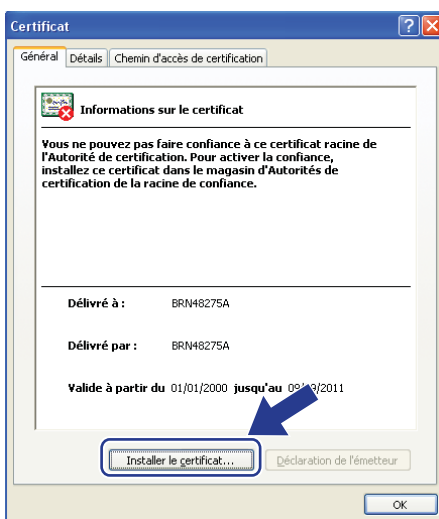 Certificat
Général Détails Chemin d'accès de certification
Informations sur le certificat
Vous ne pouvez pas faire confiance à ce certificat racine de
l'Autorité de certification. Pour activer la confiance,
installez ce certificat dans le magasin d'Autorités de
certification de la racine de confiance.
Délivré à : BRN48275A
Délivré par : BRN48275A
Valide à partir du 01/01/2000 jusqu'au
Installer le certificat... Déclaration de l'émetteur
OK